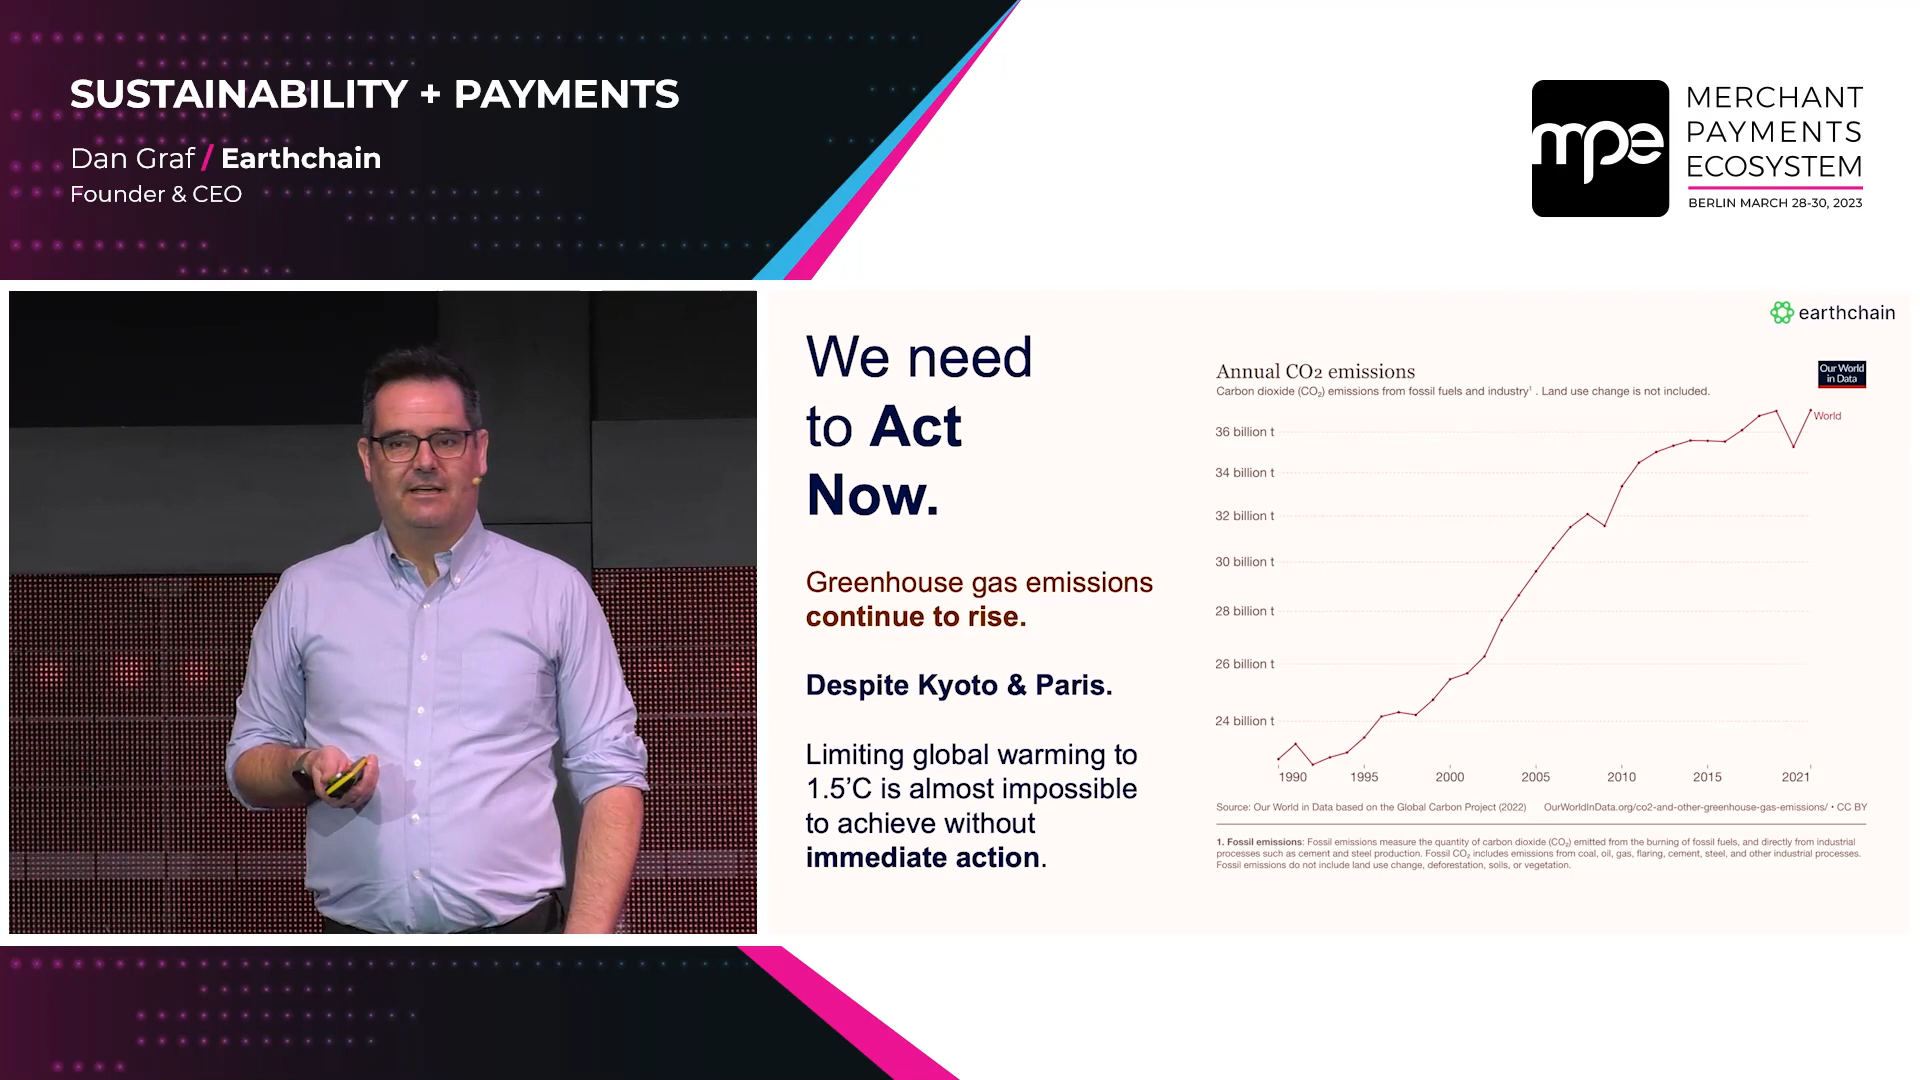 SUSTAINABILITY + PAYMENTS
Dan Graf / Earthchain
Founder & CEO
mpe
MERCHANT
PAYMENTS
ECOSYSTEM
BERLIN MARCH 28-30, 2023
earthchain
We need
to Act
Now.
Greenhouse gas emissions
continue to rise.
Despite Kyoto & Paris.
Limiting global warming to
1.5’C is almost impossible
to achieve without
immediate action.
Annual CO2 emissions
Carbon dioxide (CO₂) emissions from fossil fuels and industry¹ . Land use change is not included.
Our World
in Data
World
36 billion t
34 billion t
32 billion t
30 billion t
28 billion t
26 billion t
24 billion t
1990 1995 2000 2005 2010 2015 2021
Source: Our World in Data based on the Global Carbon Project (2022) OurWorldInData.org/co2-and-other-greenhouse-gas-emissions/ • CC BY
1. Fossil emissions: Fossil emissions measure the quantity of carbon dioxide (CO₂) emitted from the burning of fossil fuels, and directly from industrial
processes such as cement and steel production. Fossil CO₂ includes emissions from coal, oil, gas, flaring, cement, steel, and other industrial processes.
Fossil emissions do not include land use change, deforestation, soils, or vegetation.